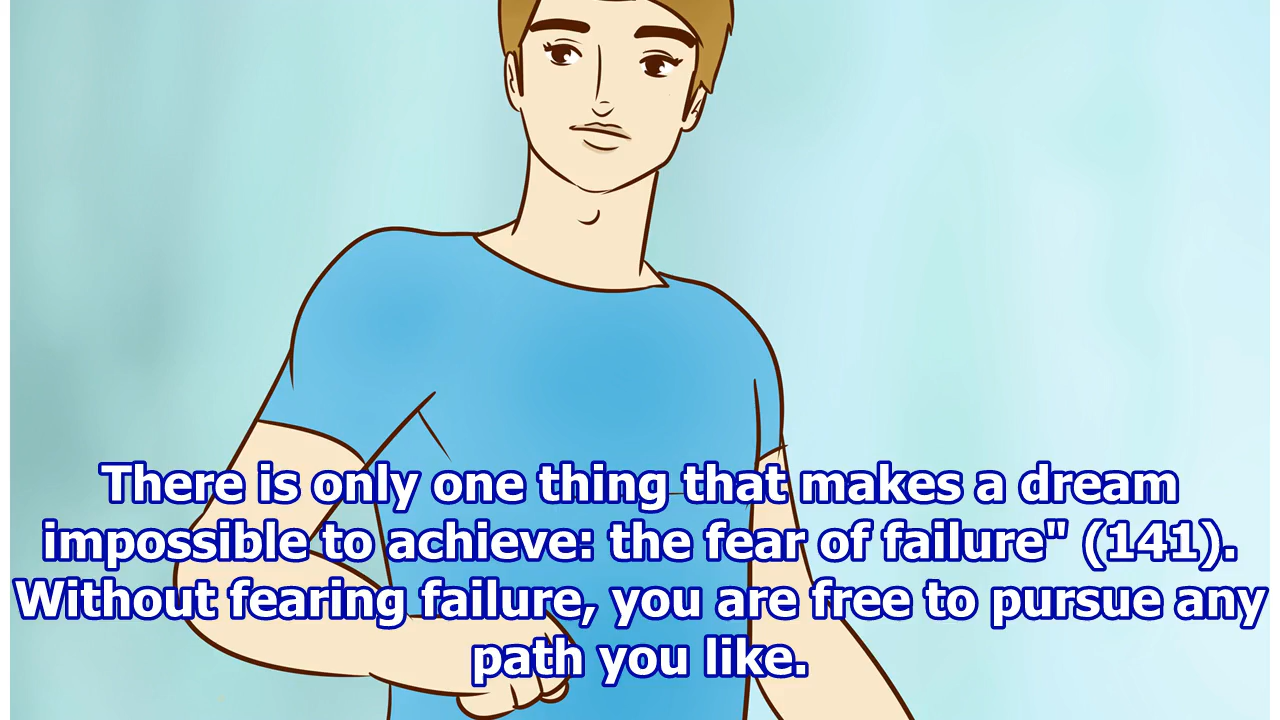 There is only one thing that makes a dream
impossible to achieve: the fear of failure" (141).
Without fearing failure, you are free to pursue any
path you like.